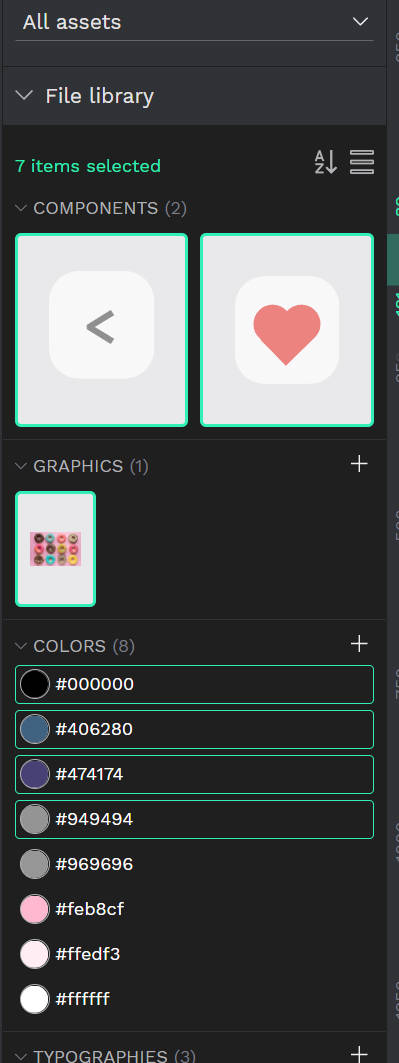 All assets
File library
7 items selected
COMPONENTS (2)
<
GRAPHICS (1)
COLORS (8)
#000000
#406280
#474174
#949494
#969696
#feb8cf
#ffedf3
#ffffff
TYPOGRAPHIES (3)